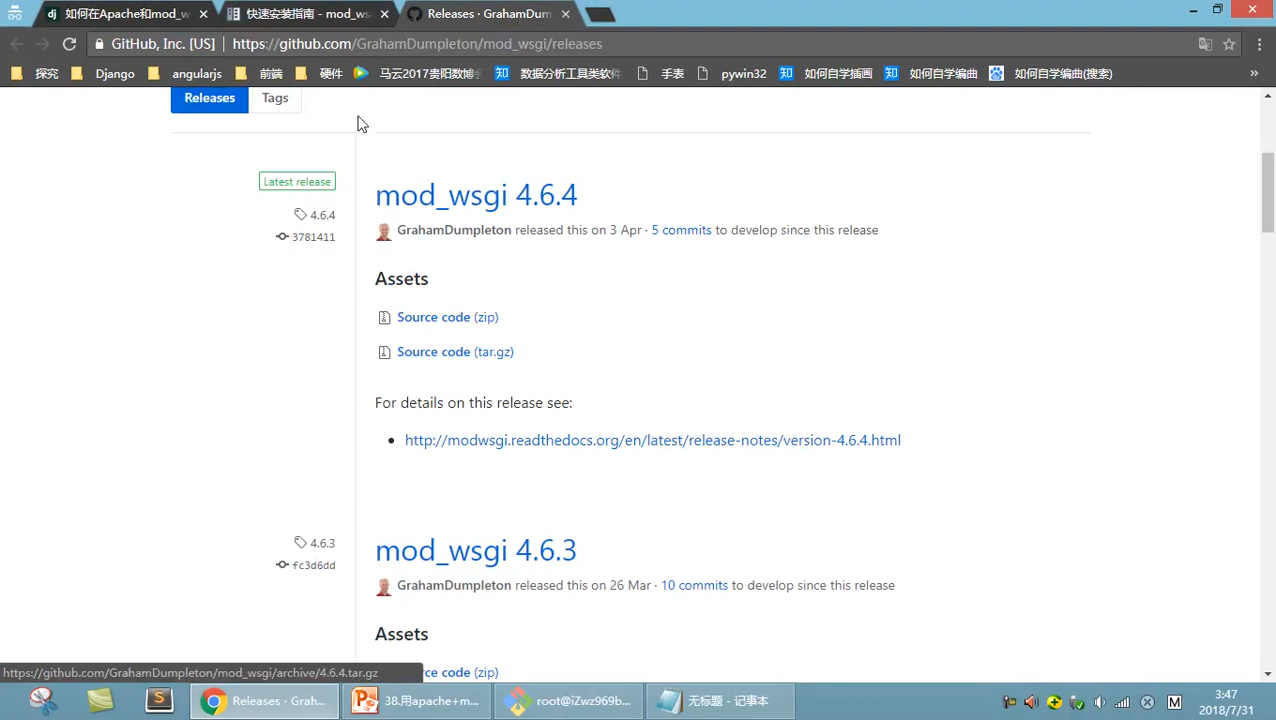 如何在Apache和mod_w
快速安装指南 - mod_ws
Releases · GrahamDum
GitHub, Inc. [US]
https://github.com/GrahamDumpleton/mod_wsgi/releases
探究
Django
angularjs
前端
硬件
马云2017贵阳数博会
数据分析工具类软件
手表
pywin32
如何自学插画
如何自学编曲
如何自学编曲(搜索)
»
Releases
Tags
Latest release
4.6.4
3781411
mod_wsgi 4.6.4
GrahamDumpleton released this on 3 Apr · 5 commits to develop since this release
Assets
Source code (zip)
Source code (tar.gz)
For details on this release see:
• http://modwsgi.readthedocs.org/en/latest/release-notes/version-4.6.4.html
4.6.3
fc3d6dd
mod_wsgi 4.6.3
GrahamDumpleton released this on 26 Mar · 10 commits to develop since this release
Assets
rce code (zip)
https://github.com/GrahamDumpleton/mod_wsgi/archive/4.6.4.tar.gz
Releases · Grah...
38.用apache+m...
root@iZwz969b...
无标题 - 记事本
M
3:47
2018/7/31